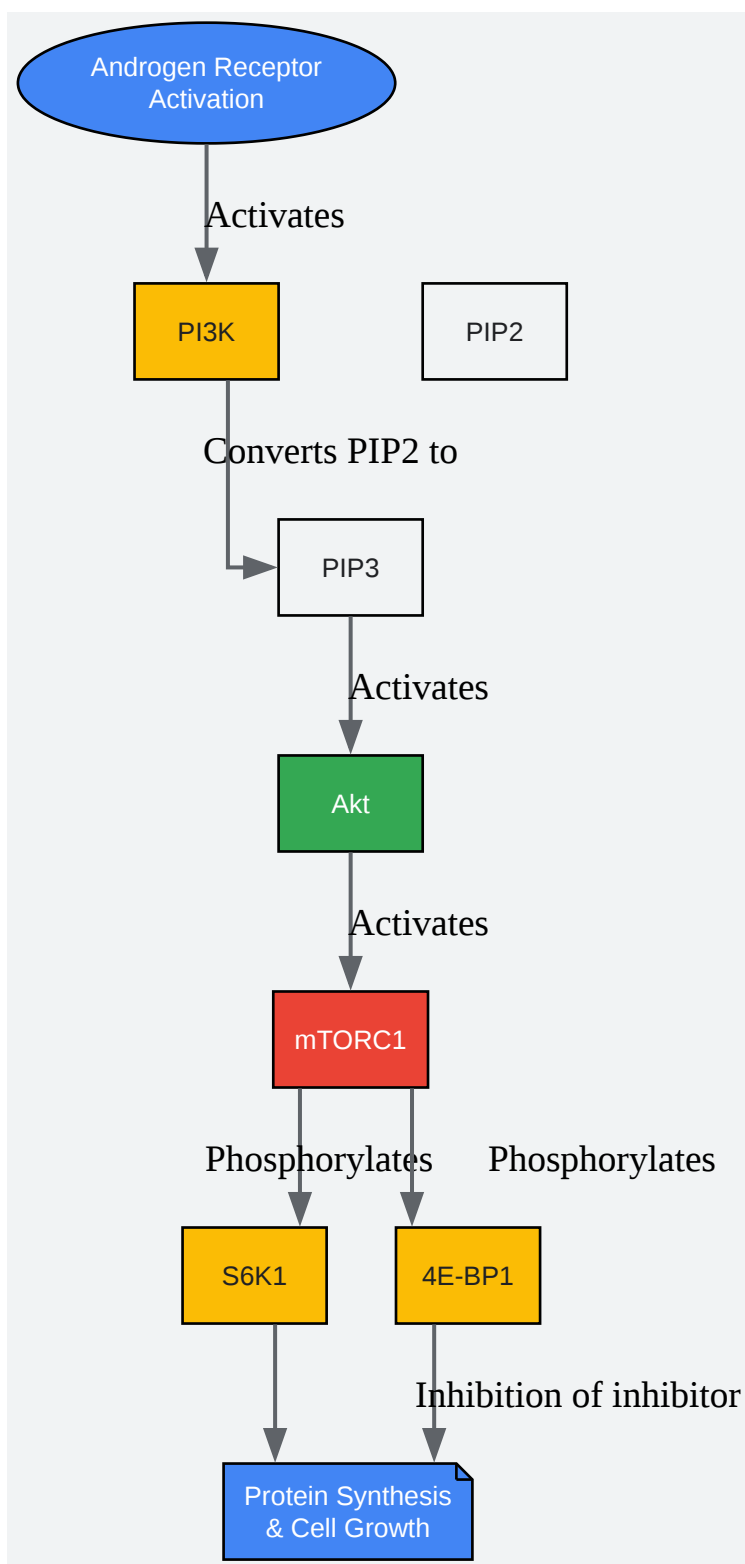 Androgen Receptor
Activation
Activates
PI3K
PIP2
Converts PIP2 to
PIP3
Activates
Akt
Activates
mTORC1
Phosphorylates
Phosphorylates
S6K1
4E-BP1
Inhibition of inhibitor
Protein Synthesis
& Cell Growth